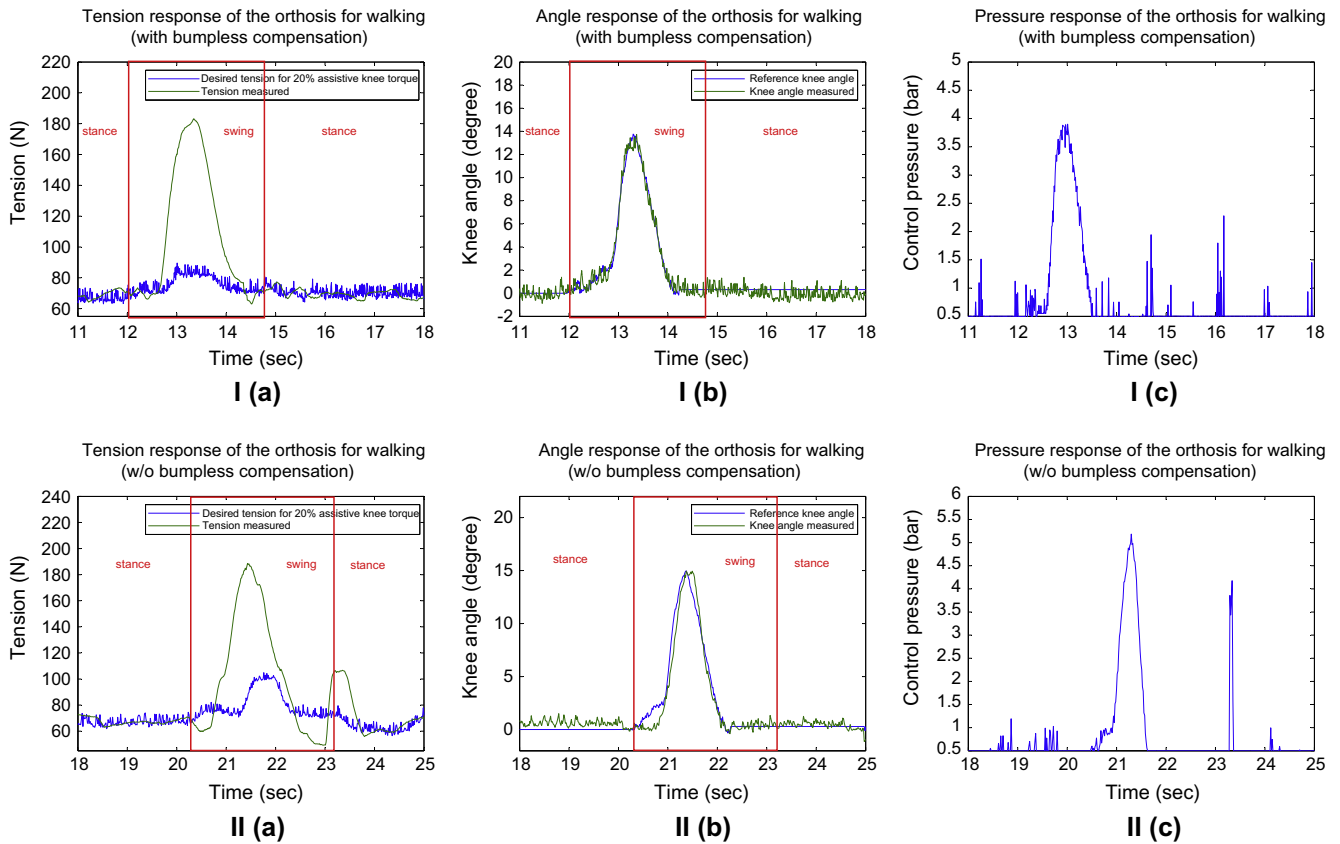 Tension response of the orthosis for walking
(with bumpless compensation)
220
200
180
160
140
120
100
80
60
Tension (N)
Desired tension for 20% assistive knee torque
Tension measured
stance
swing
stance
11 12 13 14 15 16 17 18
Time (sec)
I (a)
Angle response of the orthosis for walking
(with bumpless compensation)
20
18
16
14
12
10
8
6
4
2
0
-2
Knee angle (degree)
Reference knee angle
Knee angle measured
stance
swing
stance
11 12 13 14 15 16 17 18
Time (sec)
I (b)
Pressure response of the orthosis for walking
(with bumpless compensation)
5
4.5
4
3.5
3
2.5
2
1.5
1
0.5
Control pressure (bar)
11 12 13 14 15 16 17 18
Time (sec)
I (c)
Tension response of the orthosis for walking
(w/o bumpless compensation)
240
220
200
180
160
140
120
100
80
60
Tension (N)
Desired tension for 20% assistive knee torque
Tension measured
stance
swing
stance
18 19 20 21 22 23 24 25
Time (sec)
II (a)
Angle response of the orthosis for walking
(w/o bumpless compensation)
20
15
10
5
0
Knee angle (degree)
Reference knee angle
Knee angle measured
stance
swing
stance
18 19 20 21 22 23 24 25
Time (sec)
II (b)
Pressure response of the orthosis for walking
(w/o bumpless compensation)
6
5.5
5
4.5
4
3.5
3
2.5
2
1.5
1
0.5
Control pressure (bar)
18 19 20 21 22 23 24 25
Time (sec)
II (c)